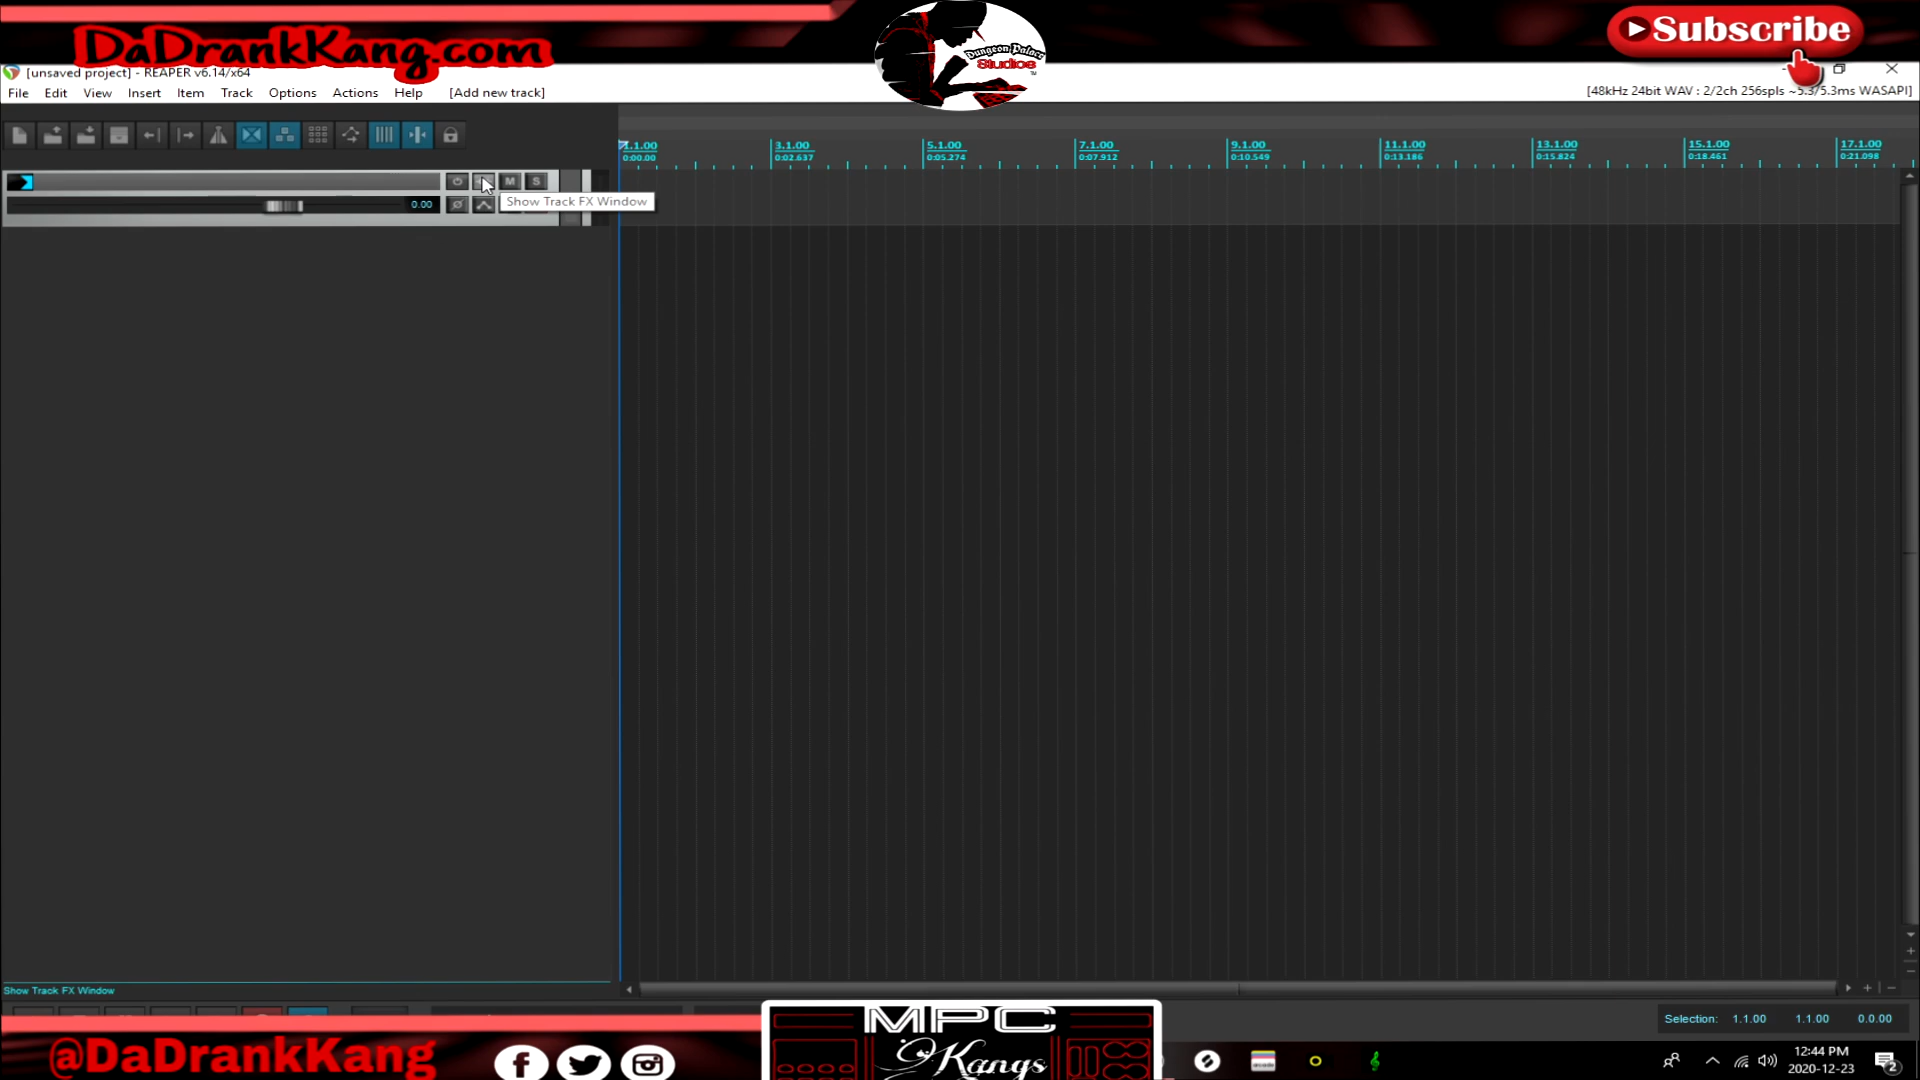 DaDrankKang.com
Dungeon Palace
Studios
TM
Subscribe
[unsaved project] - REAPER v6.14/x64
File Edit View Insert Item Track Options Actions Help [Add new track]
[48kHz 24bit WAV : 2/2ch 256spls ~5.3/5.3ms WASAPI]
1.1.00 3.1.00 5.1.00 7.1.00 9.1.00 11.1.00 13.1.00 15.1.00 17.1.00
0:00.00 0:02.637 0:05.274 0:07.912 0:10.549 0:13.186 0:15.824 0:18.461 0:21.098
M S
0.00
Show Track FX Window
Show Track FX Window
Selection: 1.1.00 1.1.00 0.0.00
MPC
Kangs
@DaDrankKang
arcade
12:44 PM
2020-12-23
2